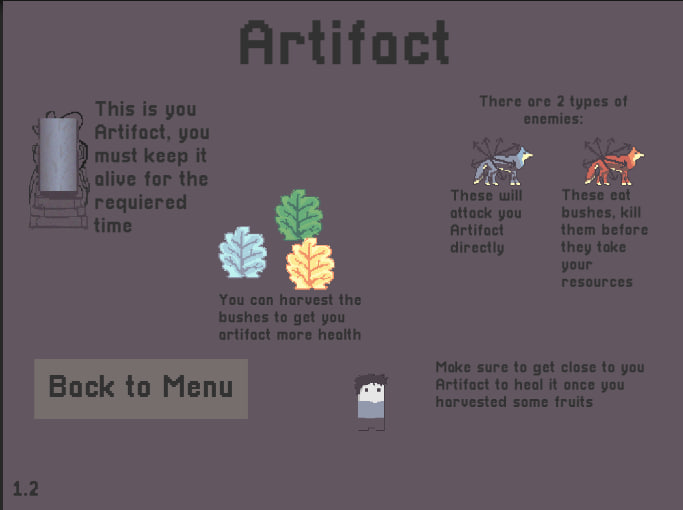 Artifact
This is you
Artifact, you
must keep it
alive for the
requiered
time
There are 2 types of
enemies:
These will
attack you
Artifact
directly
These eat
bushes, kill
them before
they take
your
resources
You can harvest the
bushes to get you
artifact more health
Back to Menu
Make sure to get close to you
Artifact to heal it once you
harvested some fruits
1.2